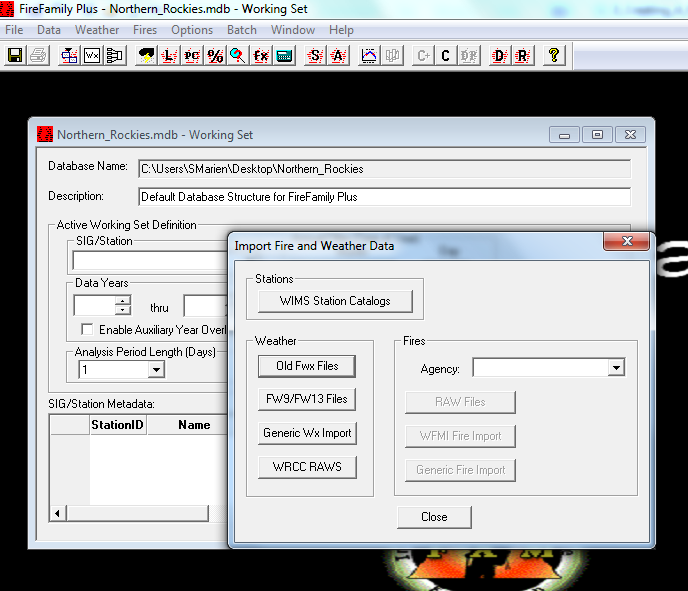 FireFamily Plus - Northern_Rockies.mdb - Working Set
File Data Weather Fires Options Batch Window Help
Wx L PC % fx S A C+ C DR D R ?
Northern_Rockies.mdb - Working Set
Database Name: C:\Users\SMarien\Desktop\Northern_Rockies
Description: Default Database Structure for FireFamily Plus
Active Working Set Definition
SIG/Station
Data Years
thru
Enable Auxiliary Year Overl
Analysis Period Length (Days)
1
SIG/Station Metadata:
StationID Name
Import Fire and Weather Data
Stations
WIMS Station Catalogs
Weather
Old Fwx Files
FW9/FW13 Files
Generic Wx Import
WRCC RAWS
Fires
Agency:
RAW Files
WFMI Fire Import
Generic Fire Import
Close
a
F A M